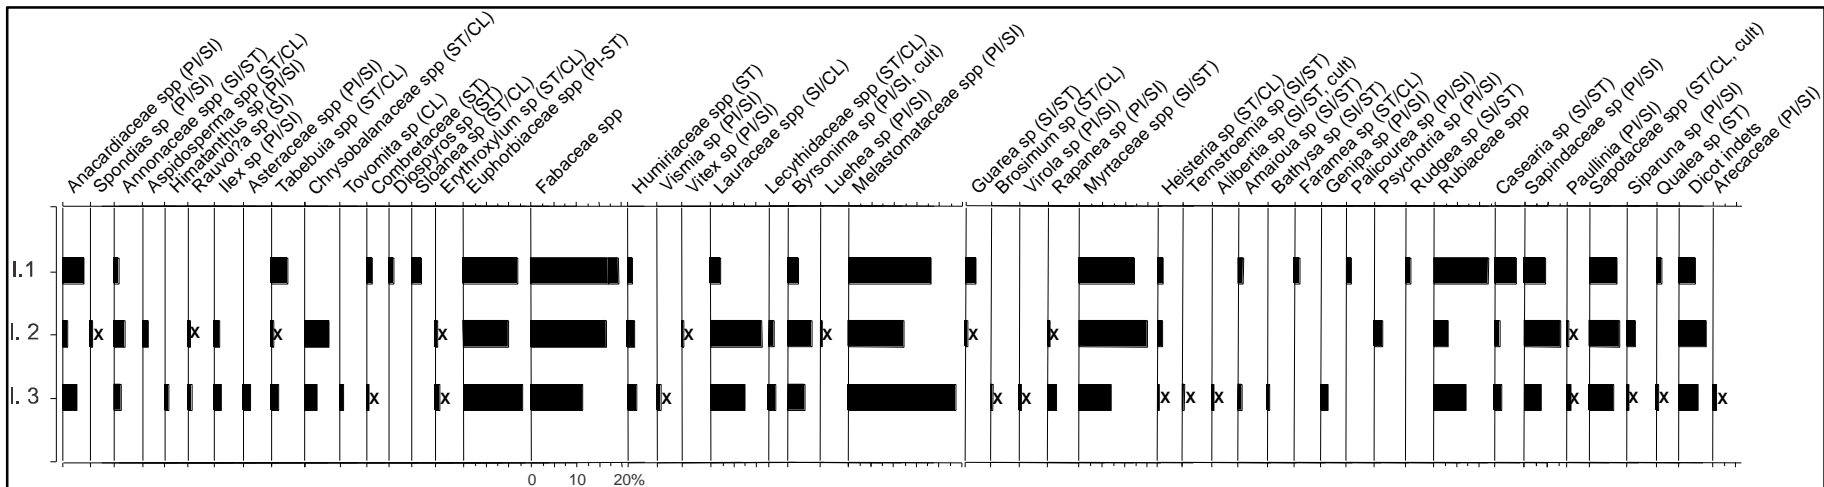 Anacardiaceae spp (PI/SI)
Spondias sp (PI/SI)
Annonaceae spp (SI/ST)
Aspidosperma spp (ST/CL)
Himatanthus sp (PI/SI)
Rauvol?a sp (SI)
Ilex sp (PI/SI)
Asteraceae spp (PI/SI)
Tabebuia spp (ST/CL)
Chrysobalanaceae spp (ST/CL)
Tovomita sp (CL)
Combretaceae (ST)
Diospyros sp (ST)
Sloanea sp (ST/CL)
Erythroxylum sp (ST/CL)
Euphorbiaceae spp (PI-ST)
Fabaceae spp
Humiriaceae spp (ST)
Vismia sp (PI/SI)
Vitex sp (PI/SI)
Lauraceae spp (SI/CL)
Lecythidaceae spp (ST/CL)
Byrsonima sp (PI/SI, cult)
Luehea sp (PI/SI)
Melastomataceae spp (PI/SI)
Guarea sp (SI/ST)
Brosimum sp (ST/CL)
Virola sp (PI/SI)
Rapanea sp (PI/SI)
Myrtaceae spp (SI/ST)
Heisteria sp (ST/CL)
Ternstroemia sp (SI/ST)
Alibertia sp (SI/ST, cult)
Amaioua sp (SI/ST)
Bathysa sp (ST/CL)
Faramea sp (ST/CL)
Genipa sp (PI/SI)
Palicourea sp (PI/SI)
Psychotria sp (PI/SI)
Rudgea sp (SI/ST)
Rubiaceae spp
Casearia sp (SI/ST)
Sapindaceae sp (PI/SI)
Paullinia (PI/SI)
Sapotaceae spp (ST/CL, cult)
Siparuna sp (PI/SI)
Qualea sp (ST)
Dicot indets
Arecaceae (PI/SI)
I.1
I. 2 x x x x x x x x x
I. 3 x x x x x x x x x x x x
0 10 20%